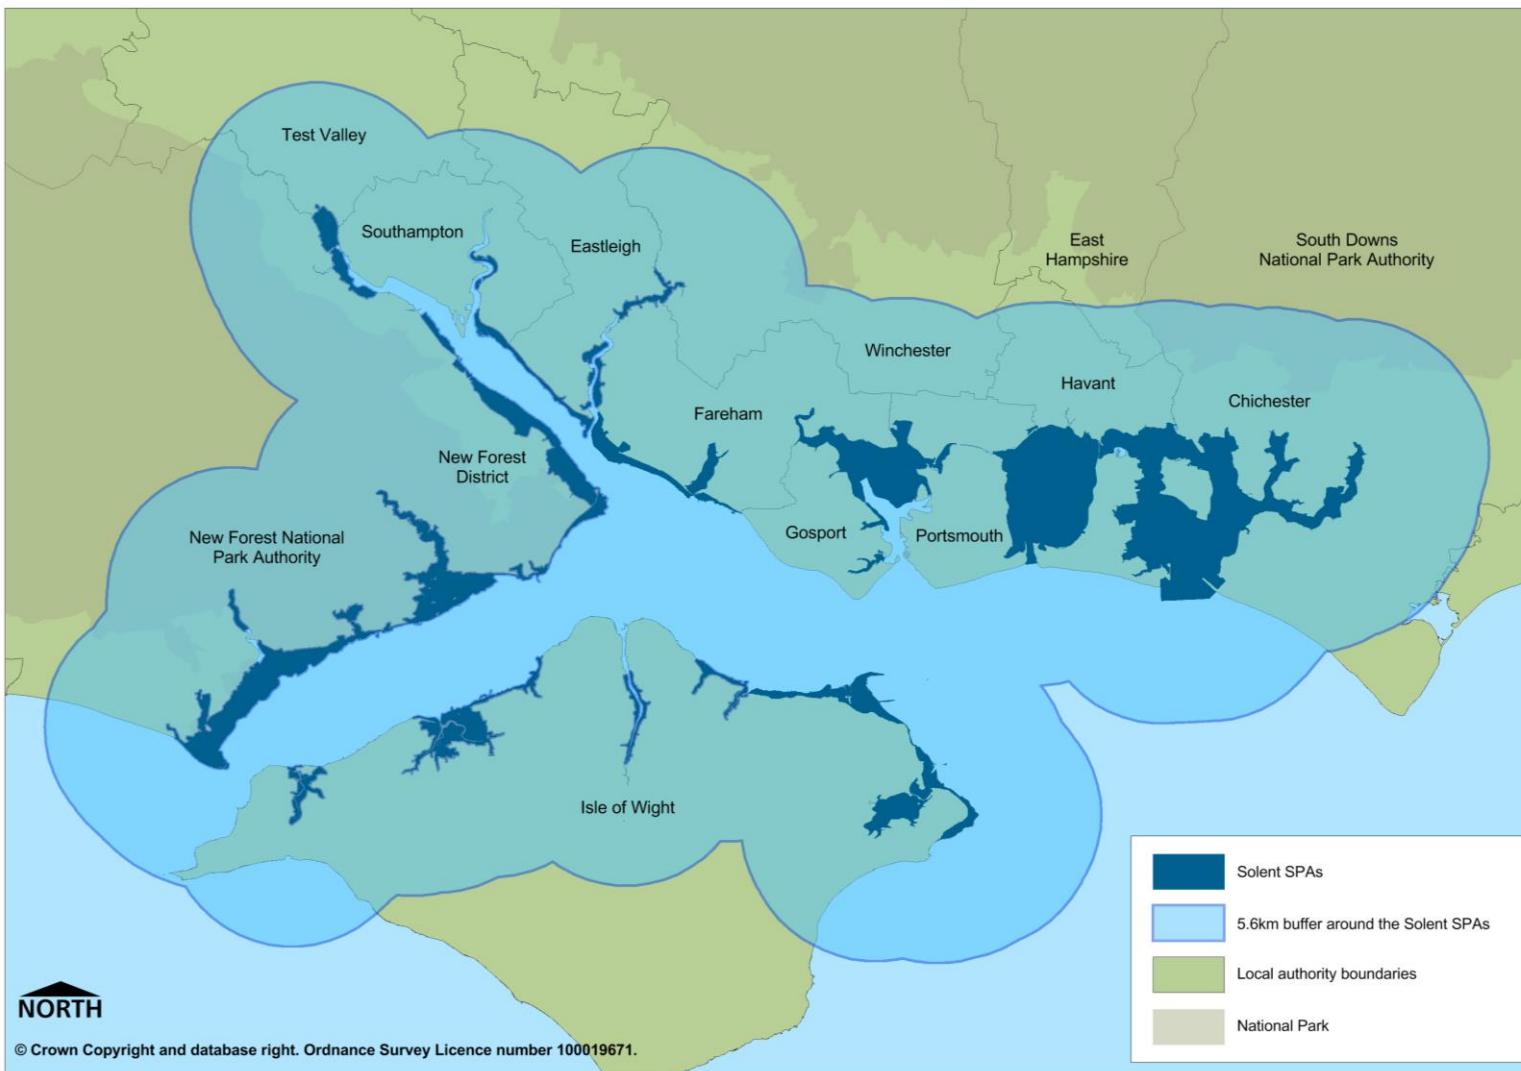 Test Valley
Southampton
Eastleigh
East
Hampshire
South Downs
National Park Authority
Winchester
Havant
Fareham
Chichester
New Forest
District
New Forest National
Park Authority
Gosport
Portsmouth
Isle of Wight
Solent SPAs
5.6km buffer around the Solent SPAs
Local authority boundaries
National Park
NORTH
© Crown Copyright and database right. Ordnance Survey Licence number 100019671.